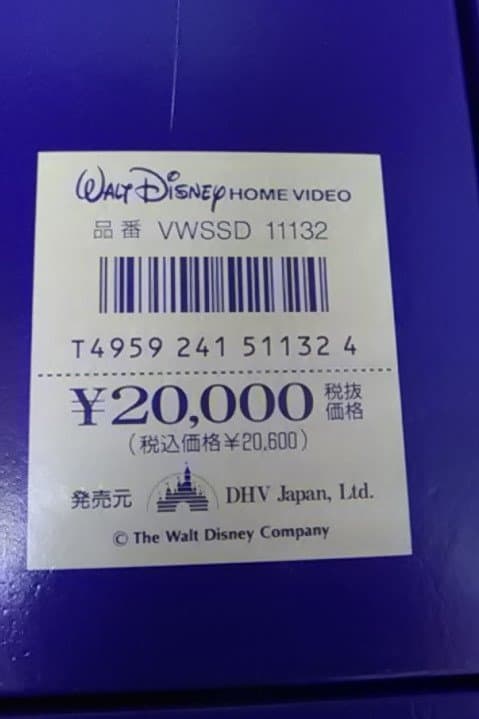 WALT DISNEY HOME VIDEO
品番 VWSSD 11132
T4959 241 51132 4
¥20,000 税抜価格
(税込価格¥20,600)
発売元 DHV Japan, Ltd.
© The Walt Disney Company